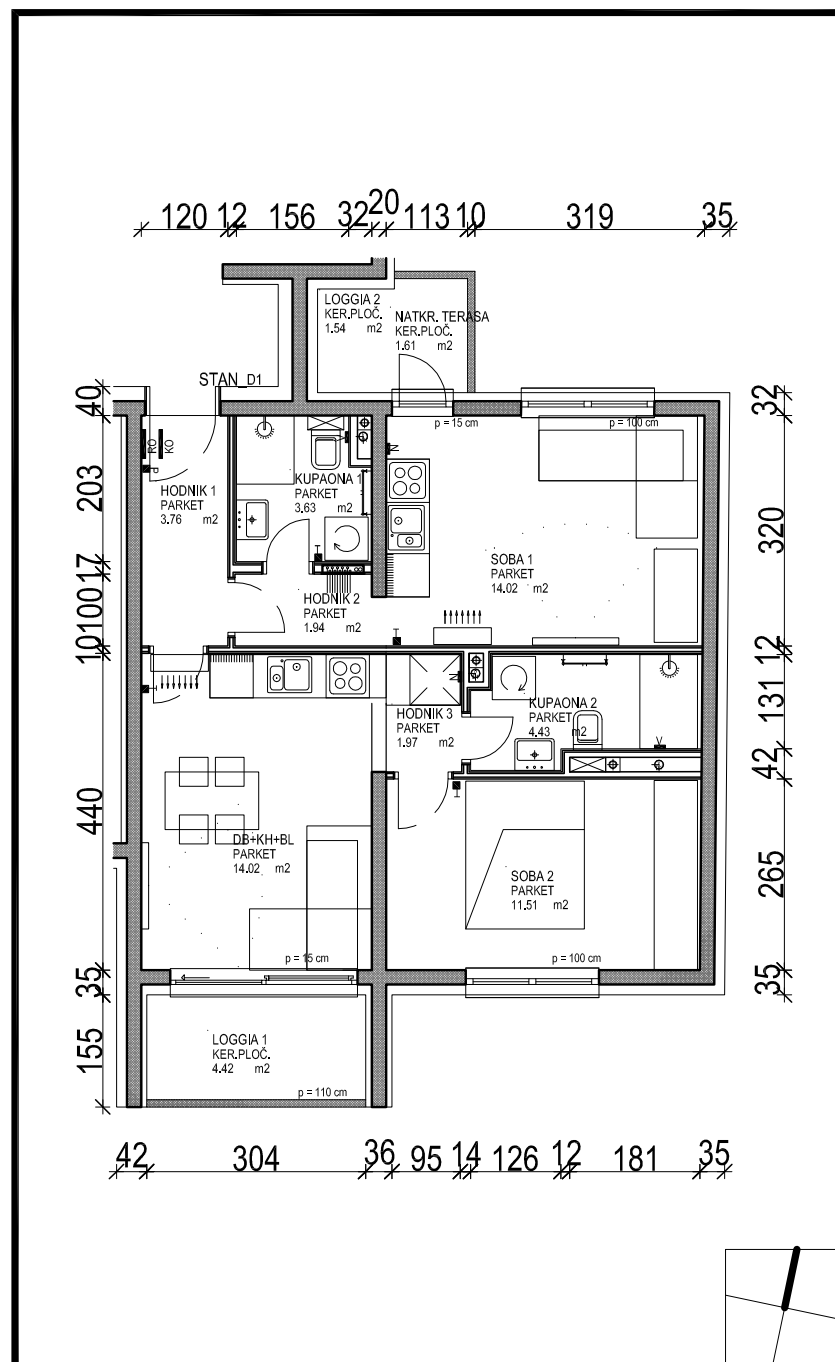 120 12 156 32 20 113 10 319 35
LOGGIA 2
KER.PLOČ.
1.54 m2
NATKR. TERASA
KER.PLOČ.
1.61 m2
STAN_D1
40
203
17
100
10
440
35
155
32
320
12
131
42
265
35
p = 15 cm
p = 100 cm
RO
KO
P
HODNIK 1
PARKET
3.76 m2
KUPAONA 1
PARKET
3.63 m2
V
N
T
SOBA 1
PARKET
14.02 m2
HODNIK 2
PARKET
1.94 m2
T
T
HODNIK 3
PARKET
1.97 m2
N
KUPAONA 2
PARKET
4.43 m2
V
T
DB+KH+BL
PARKET
14.02 m2
SOBA 2
PARKET
11.51 m2
p = 15 cm
p = 100 cm
LOGGIA 1
KER.PLOČ.
4.42 m2
p = 110 cm
42 304 36 95 14 126 12 181 35